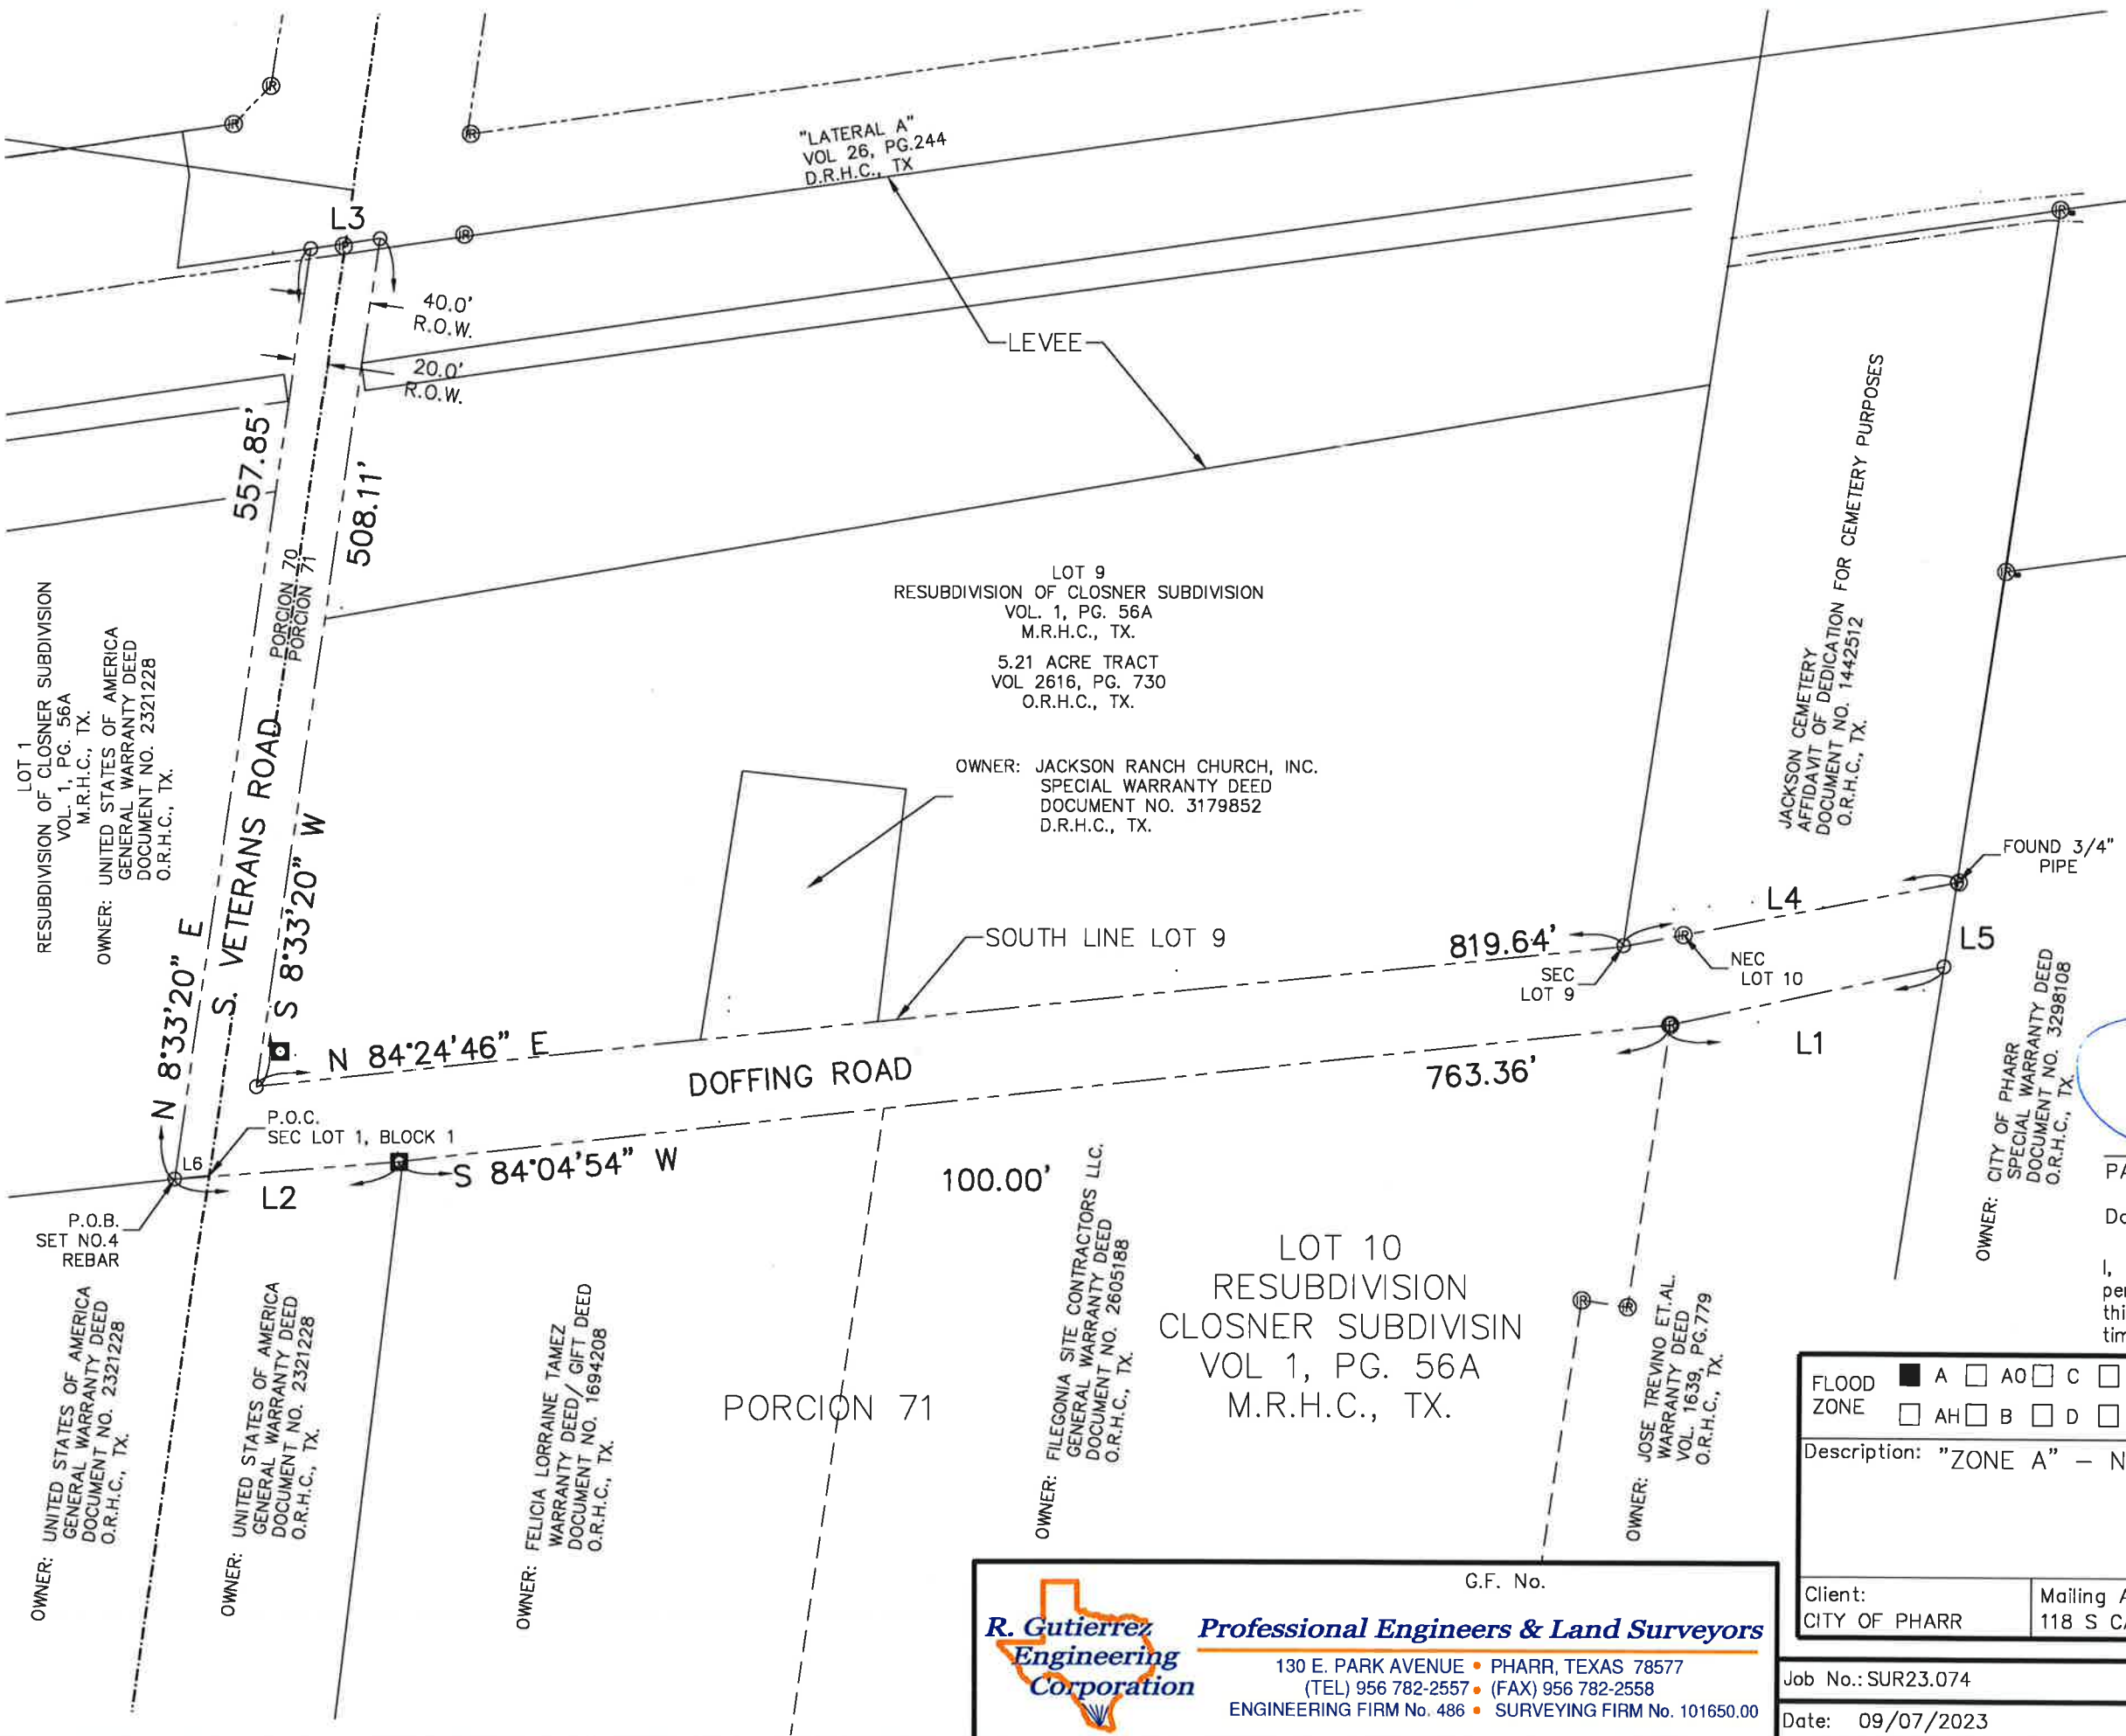 "LATERAL A"
VOL 26, PG.244
D.R.H.C., TX
L3
40.0'
R.O.W.
20.0'
R.O.W.
LEVEE
557.85'
508.11'
PORCION 70
PORCION 71
LOT 1
RESUBDIVISION OF CLOSNER SUBDIVISION
VOL. 1, PG. 56A
M.R.H.C., TX.
OWNER: UNITED STATES OF AMERICA
GENERAL WARRANTY DEED
DOCUMENT NO. 2321228
O.R.H.C., TX.
S. VETERANS ROAD
N 8°33'20" E
S 8°33'20" W
LOT 9
RESUBDIVISION OF CLOSNER SUBDIVISION
VOL. 1, PG. 56A
M.R.H.C., TX.
5.21 ACRE TRACT
VOL 2616, PG. 730
O.R.H.C., TX.
OWNER: JACKSON RANCH CHURCH, INC.
SPECIAL WARRANTY DEED
DOCUMENT NO. 3179852
D.R.H.C., TX.
JACKSON CEMETERY
AFFIDAVIT OF DEDICATION FOR CEMETERY PURPOSES
DOCUMENT NO. 1442512
O.R.H.C., TX.
FOUND 3/4"
PIPE
SOUTH LINE LOT 9
819.64'
L4
L5
SEC
LOT 9
NEC
LOT 10
N 84°24'46" E
DOFFING ROAD
763.36'
L1
P.O.C.
SEC LOT 1, BLOCK 1
L6
L2
S 84°04'54" W
100.00'
P.O.B.
SET NO.4
REBAR
OWNER: CITY OF PHARR
SPECIAL WARRANTY DEED
DOCUMENT NO. 3298108
O.R.H.C., TX.
OWNER: UNITED STATES OF AMERICA
GENERAL WARRANTY DEED
DOCUMENT NO. 2321228
O.R.H.C., TX.
OWNER: UNITED STATES OF AMERICA
GENERAL WARRANTY DEED
DOCUMENT NO. 2321228
O.R.H.C., TX.
OWNER: FELICIA LORRAINE TAMEZ
WARRANTY DEED/ GIFT DEED
DOCUMENT NO. 1694208
O.R.H.C., TX.
PORCION 71
OWNER: FILEGONIA SITE CONTRACTORS LLC.
GENERAL WARRANTY DEED
DOCUMENT NO. 2605188
O.R.H.C., TX.
LOT 10
RESUBDIVISION
CLOSNER SUBDIVISIN
VOL 1, PG. 56A
M.R.H.C., TX.
OWNER: JOSE TREVINO ET.AL.
WARRANTY DEED
VOL. 1639, PG.779
O.R.H.C., TX.
I,
FLOOD
ZONE
A AO C
AH B D
Description: "ZONE A" – N
Client:
CITY OF PHARR
Mailing A
118 S
Job No.: SUR23.074
Date: 09/07/2023
G.F. No.
R. Gutierrez
Engineering
Corporation
Professional Engineers & Land Surveyors
130 E. PARK AVENUE • PHARR, TEXAS 78577
(TEL) 956 782-2557 • (FAX) 956 782-2558
ENGINEERING FIRM No. 486 • SURVEYING FIRM No. 101650.00